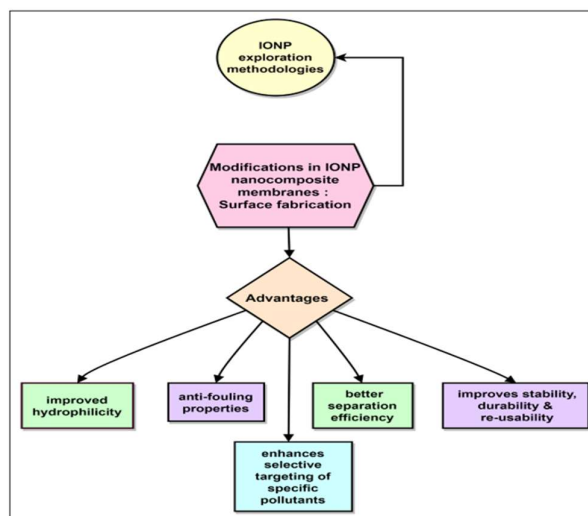 IONP
exploration
methodologies
Modifications in IONP
nanocomposite
membranes :
Surface fabrication
Advantages
improved
hydrophilicity
anti-fouling
properties
better
separation
efficiency
improves stability,
durability &
re-usability
enhances
selective
targeting of
specific
pollutants